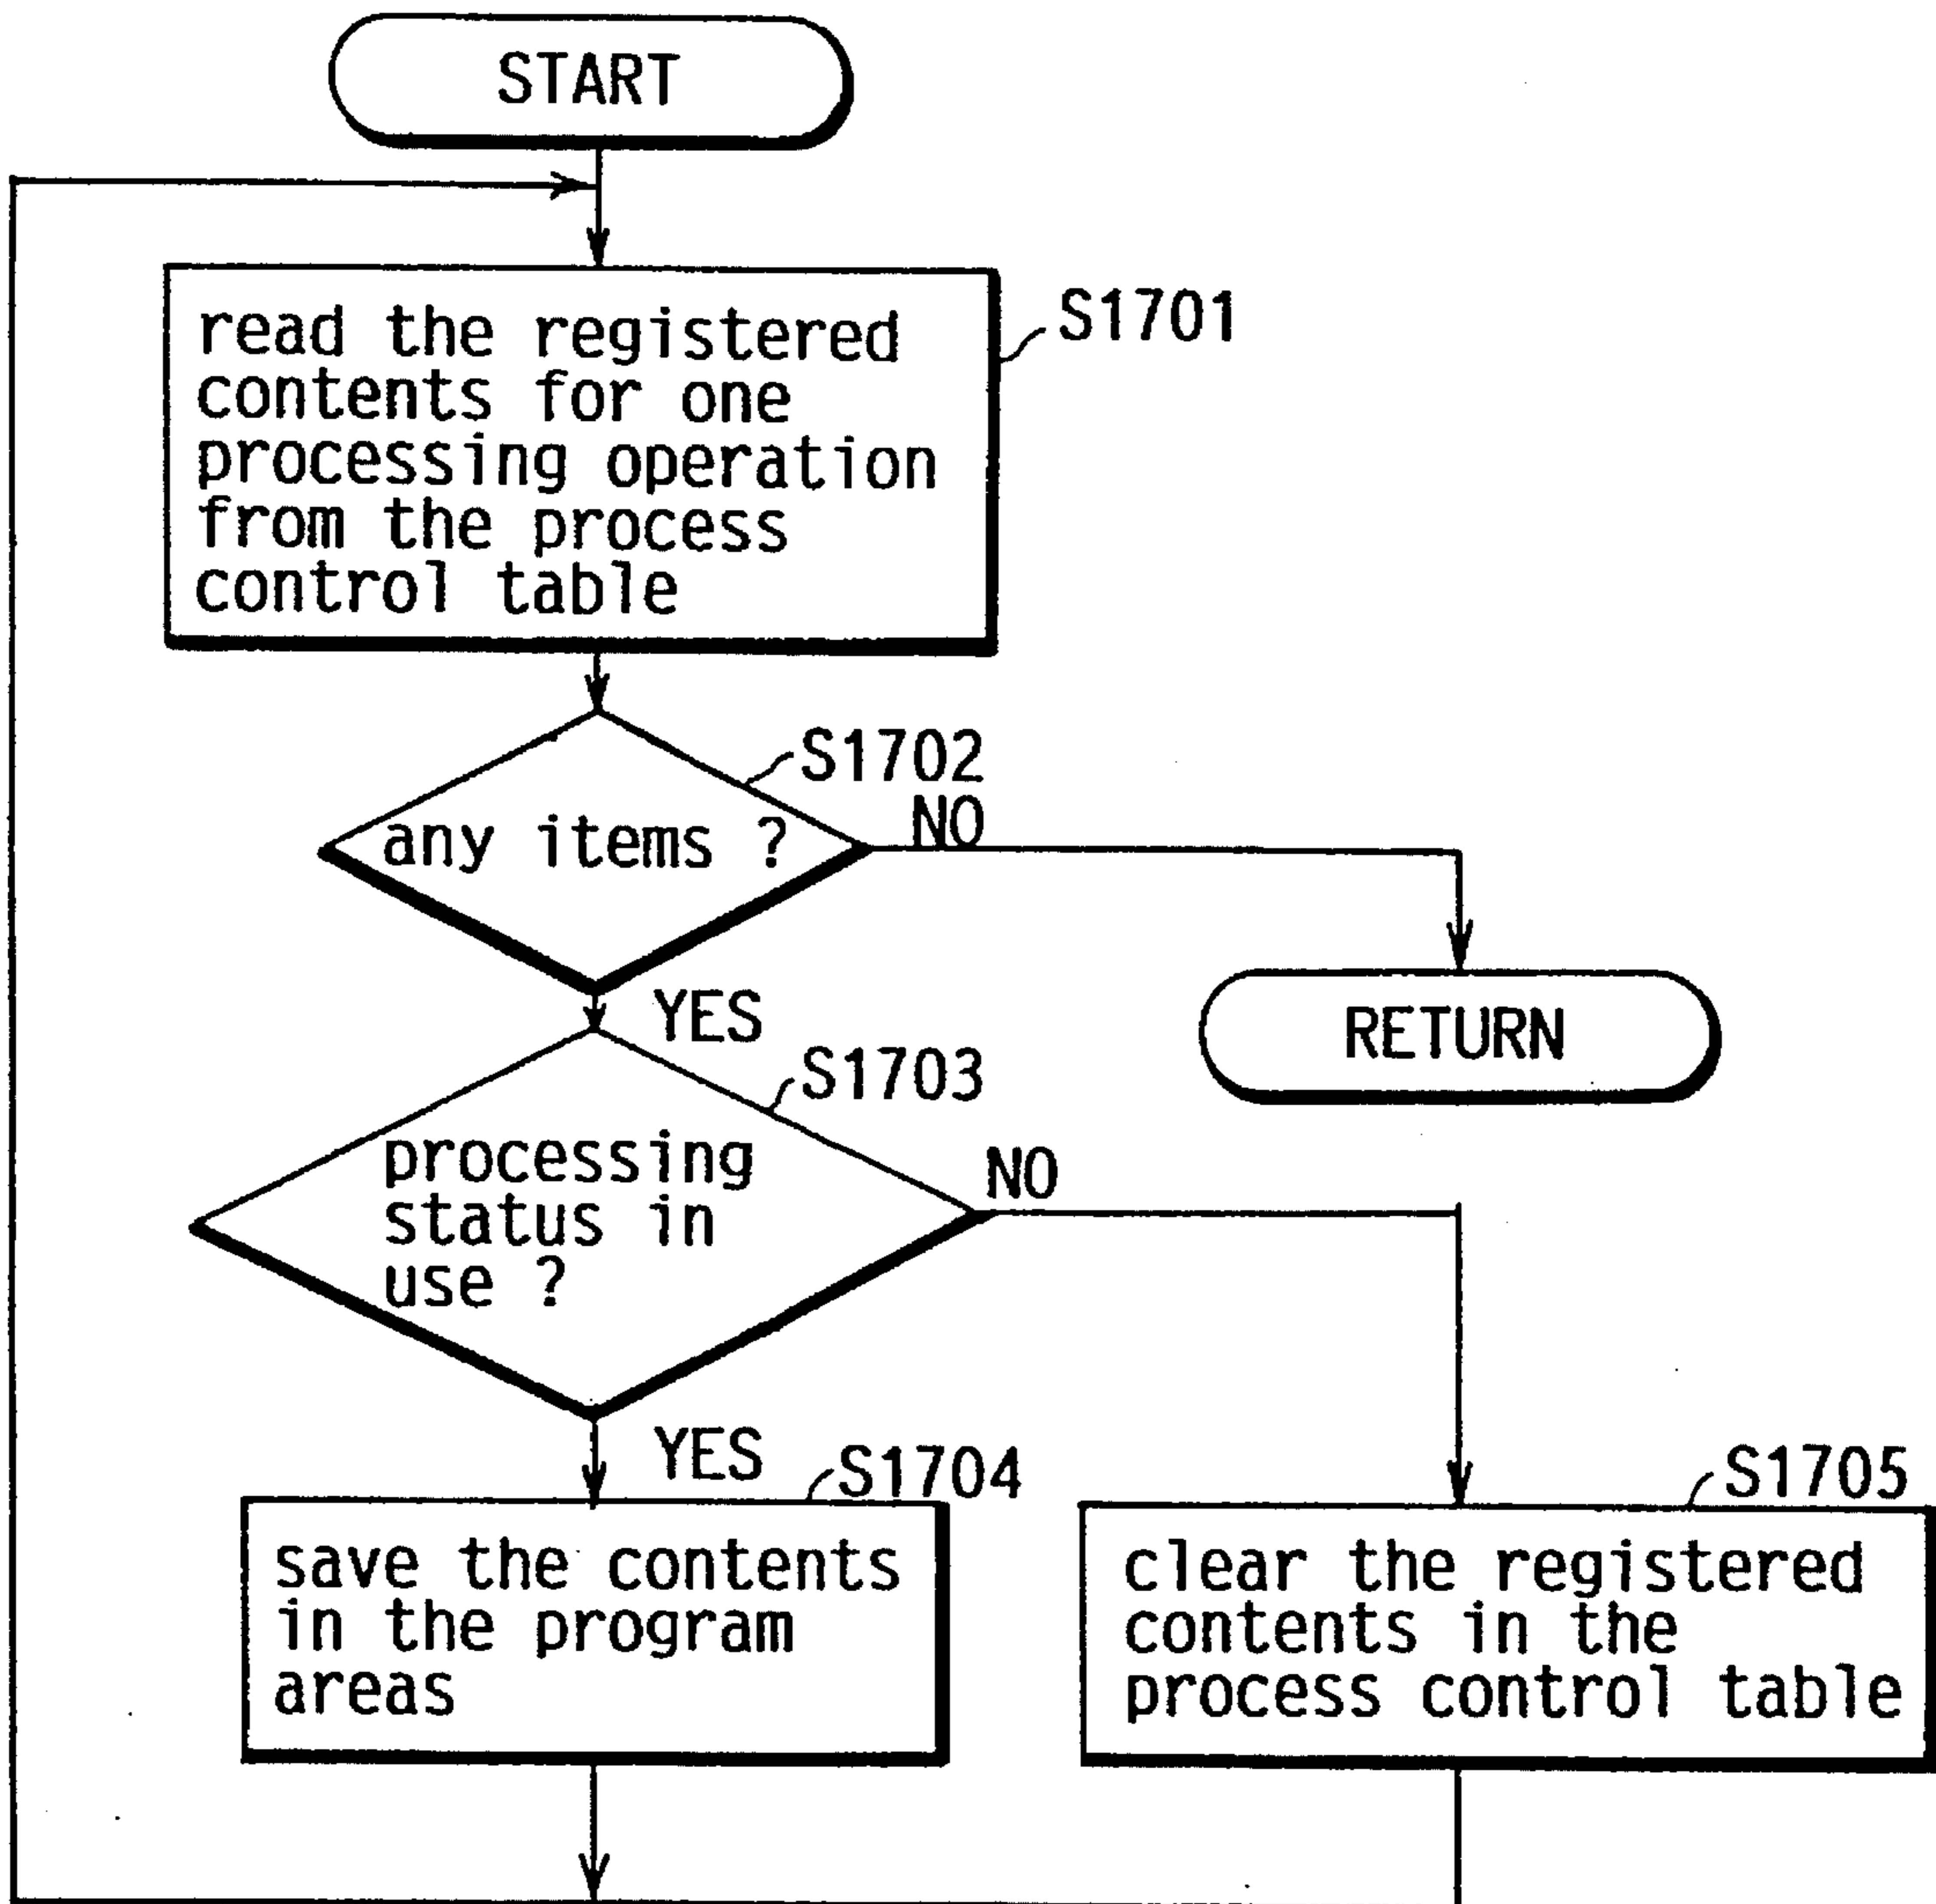 START
read the registered
contents for one
processing operation
from the process
control table
S1701
S1702
any items ?
NO
YES
RETURN
S1703
processing
status in
use ?
NO
YES
S1704
save the contents
in the program
areas
S1705
clear the registered
contents in the
process control table